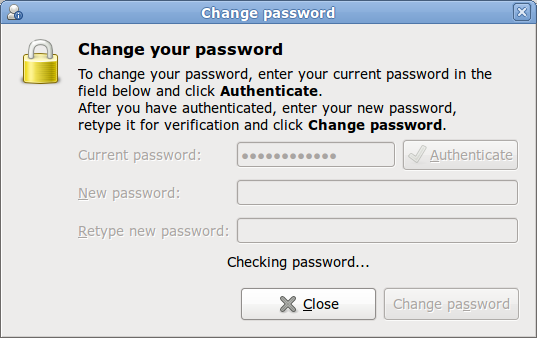 Change password
Change your password
To change your password, enter your current password in the
field below and click Authenticate.
After you have authenticated, enter your new password,
retype it for verification and click Change password.
Current password: •••••••••••• Authenticate
New password:
Retype new password:
Checking password...
Close Change password